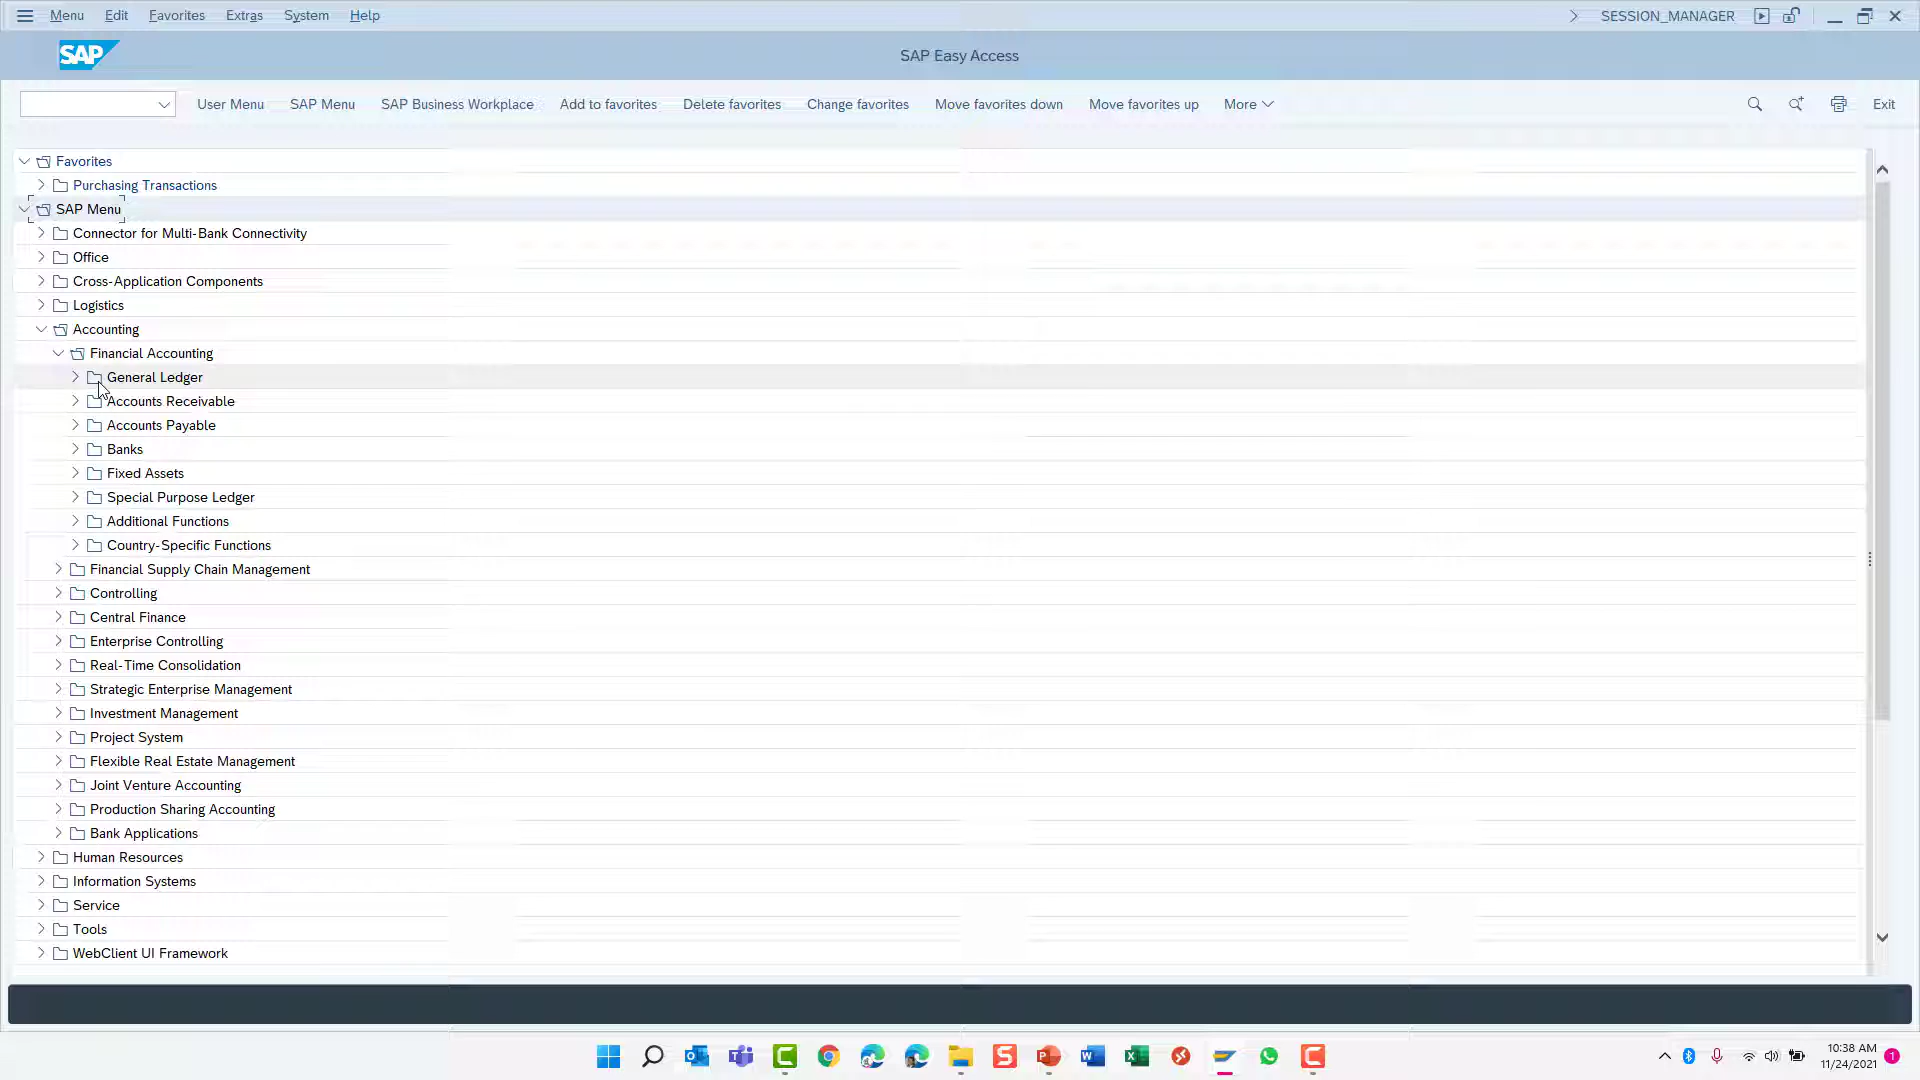 Menu Edit Favorites Extras System Help SESSION_MANAGER
SAP SAP Easy Access
User Menu SAP Menu SAP Business Workplace Add to favorites Delete favorites Change favorites Move favorites down Move favorites up More Exit
Favorites
Purchasing Transactions
SAP Menu
Connector for Multi-Bank Connectivity
Office
Cross-Application Components
Logistics
Accounting
Financial Accounting
General Ledger
Accounts Receivable
Accounts Payable
Banks
Fixed Assets
Special Purpose Ledger
Additional Functions
Country-Specific Functions
Financial Supply Chain Management
Controlling
Central Finance
Enterprise Controlling
Real-Time Consolidation
Strategic Enterprise Management
Investment Management
Project System
Flexible Real Estate Management
Joint Venture Accounting
Production Sharing Accounting
Bank Applications
Human Resources
Information Systems
Service
Tools
WebClient UI Framework
10:38 AM
11/24/2021
1